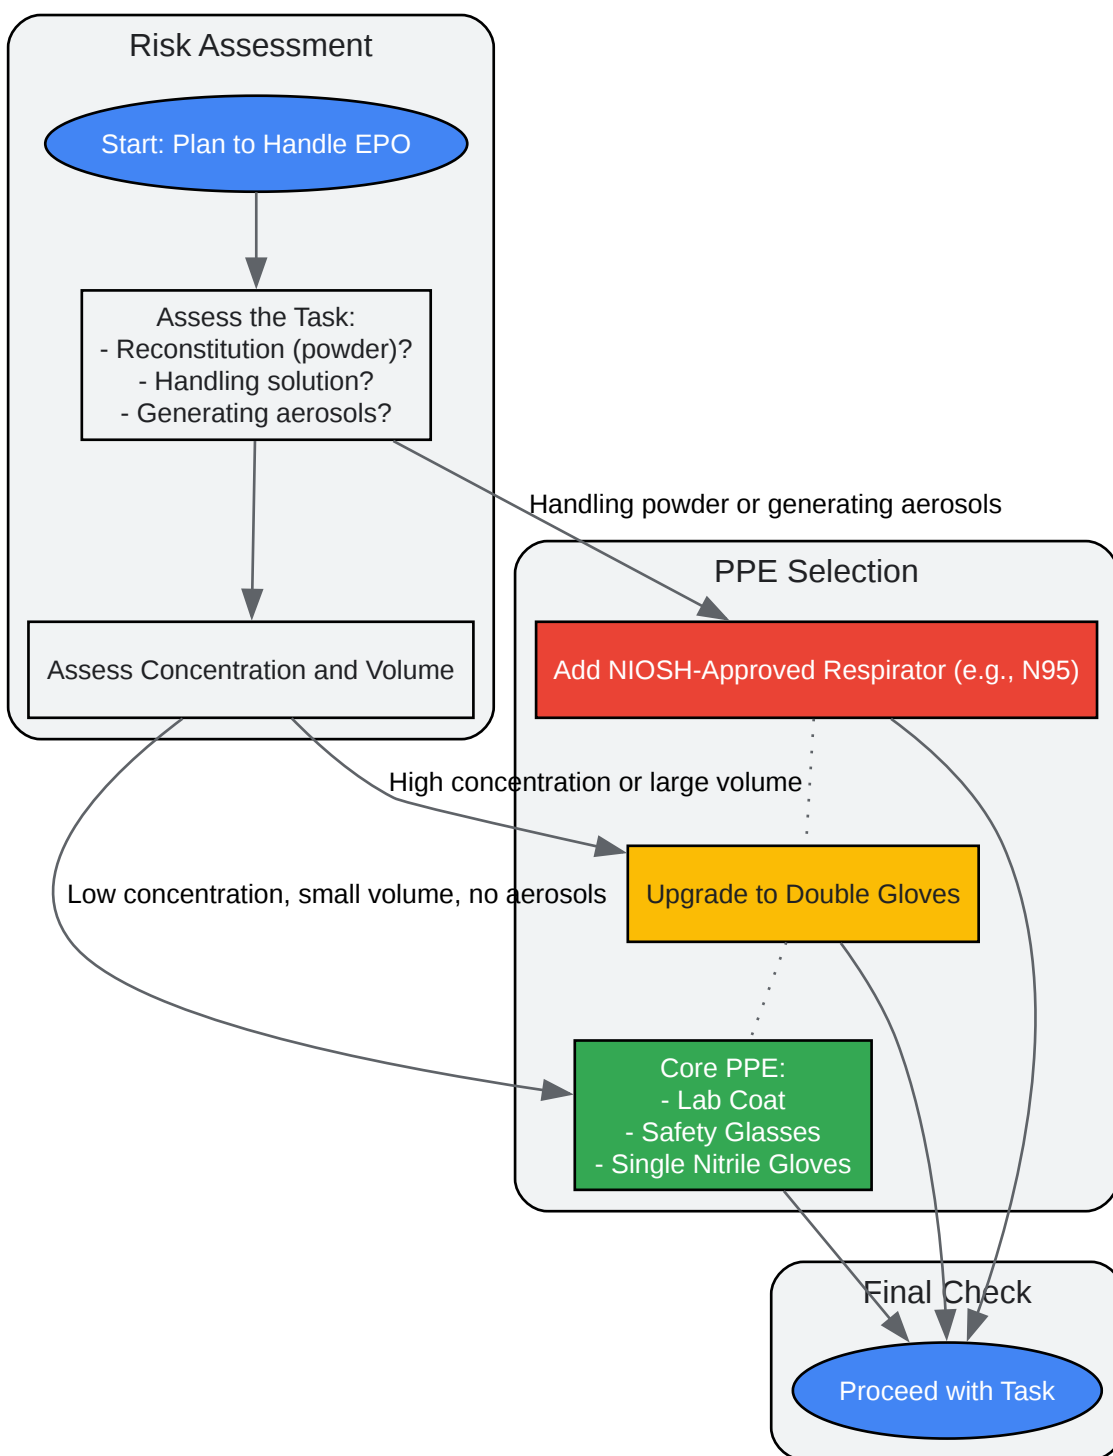 Risk Assessment
Start: Plan to Handle EPO
Assess the Task:
- Reconstitution (powder)?
- Handling solution?
- Generating aerosols?
Handling powder or generating aerosols
PPE Selection
Assess Concentration and Volume
Add NIOSH-Approved Respirator (e.g., N95)
High concentration or large volume
Low concentration, small volume, no aerosols
Upgrade to Double Gloves
Core PPE:
- Lab Coat
- Safety Glasses
- Single Nitrile Gloves
Final Check
Proceed with Task